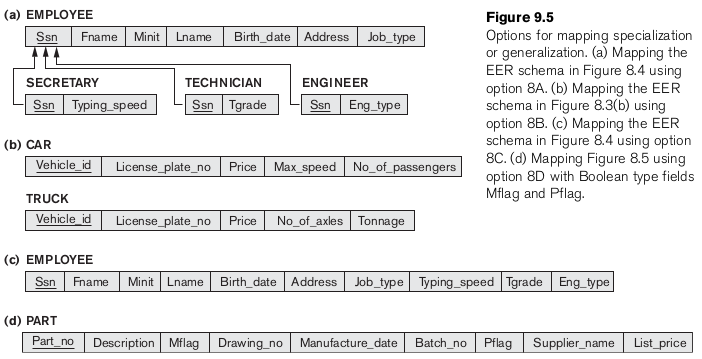 (a) EMPLOYEE
Ssn Fname Minit Lname Birth_date Address Job_type
SECRETARY TECHNICIAN ENGINEER
Ssn Typing_speed Ssn Tgrade Ssn Eng_type
(b) CAR
Vehicle_id License_plate_no Price Max_speed No_of_passengers
TRUCK
Vehicle_id License_plate_no Price No_of_axles Tonnage
(c) EMPLOYEE
Ssn Fname Minit Lname Birth_date Address Job_type Typing_speed Tgrade Eng_type
(d) PART
Part_no Description Mflag Drawing_no Manufacture_date Batch_no Pflag Supplier_name List_price
Figure 9.5
Options for mapping specialization
or generalization. (a) Mapping the
EER schema in Figure 8.4 using
option 8A. (b) Mapping the EER
schema in Figure 8.3(b) using
option 8B. (c) Mapping the EER
schema in Figure 8.4 using option
8C. (d) Mapping Figure 8.5 using
option 8D with Boolean type fields
Mflag and Pflag.